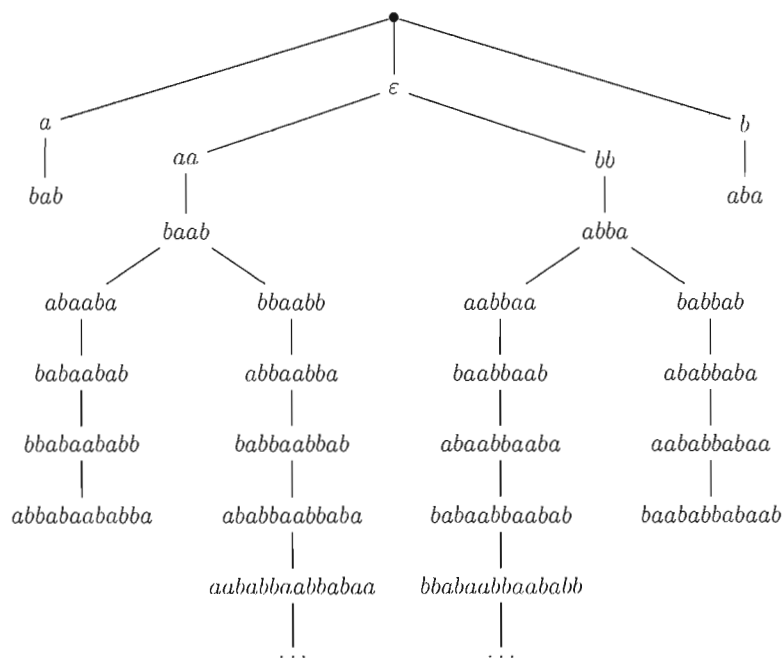 ε
a b
aa bb
bab aba
baab abba
abaaba bbaabb aabbaa babbab
babaabab abbaabba baabbaab ababbaba
bbabaababb babbaabbab abaabbaaba aababbabaa
abbabaababba ababbaabbaba babaabbaabab baababbabaab
aababbaabbabaa bbabaabbaababb